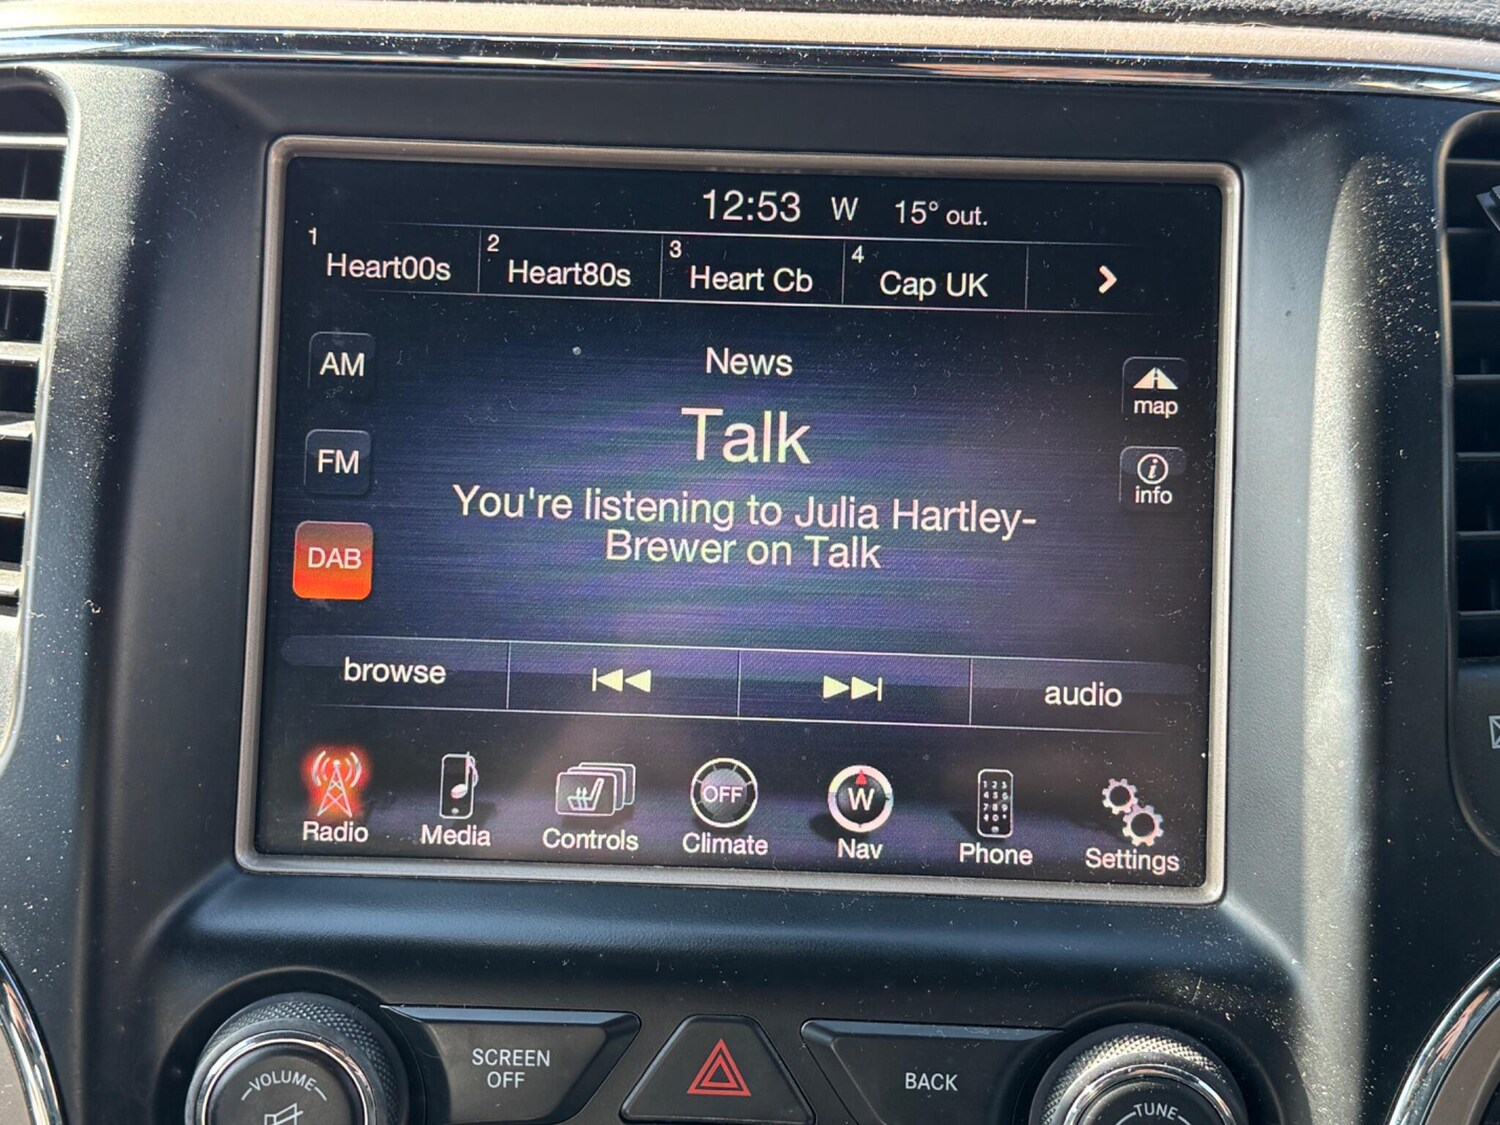 12:53 W 15° out.
1 Heart00s 2 Heart80s 3 Heart Cb 4 Cap UK
AM
News
map
Talk
FM
info
You're listening to Julia Hartley-
Brewer on Talk
DAB
browse audio
OFF W
Radio Media Controls Climate Nav Phone Settings
VOLUME
SCREEN
OFF
BACK
TUNE